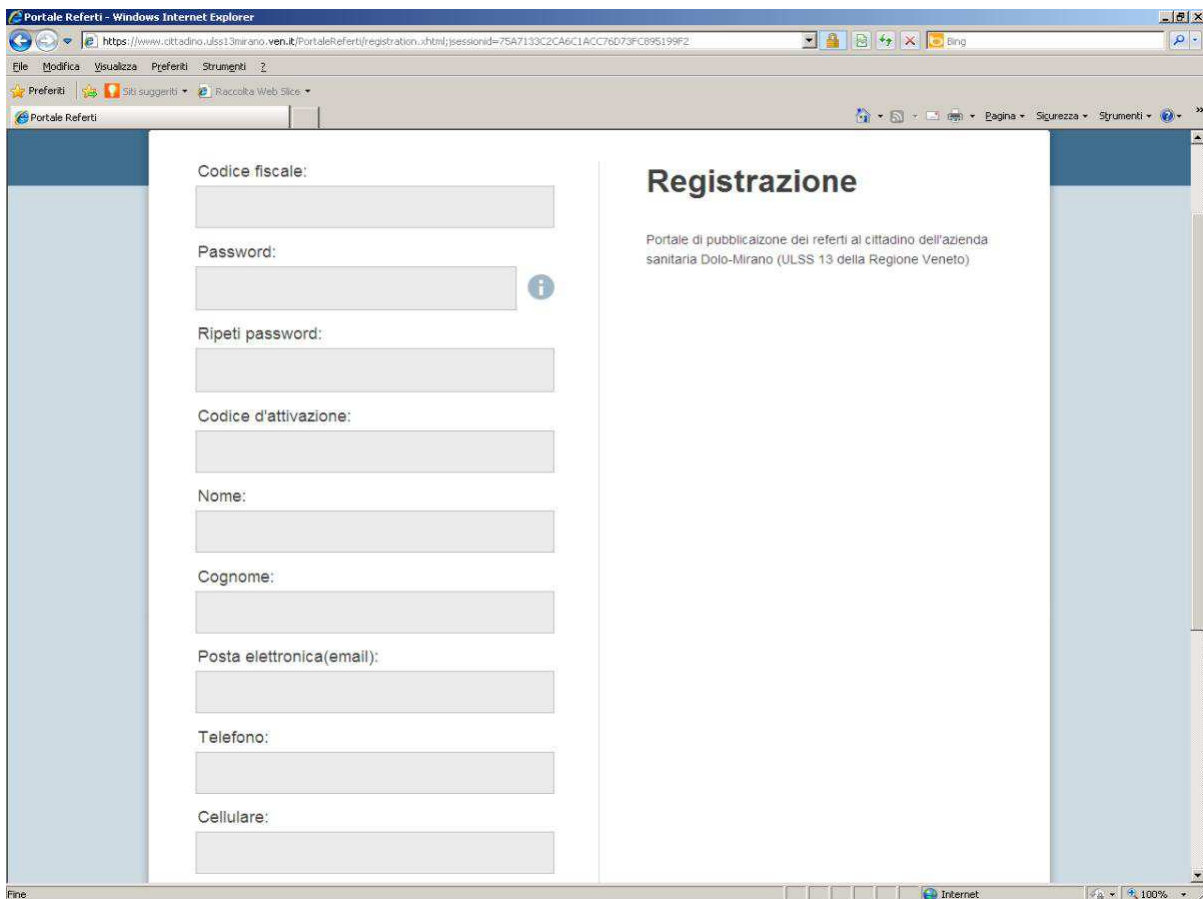 Portale Referti - Windows Internet Explorer
https://www.cittadino.ulss13mirano.ven.it/PortaleReferti/registration.xhtml;jsessionid=75A7133C2CA6C1ACC76D73FC895199F2
Bing
File Modifica Visualizza Preferiti Strumenti ?
Preferiti Siti suggeriti Raccolta Web Slice
Portale Referti
Pagina Sicurezza Strumenti
Codice fiscale:
Password:
Ripeti password:
Codice d'attivazione:
Nome:
Cognome:
Posta elettronica(email):
Telefono:
Cellulare:
Registrazione
Portale di pubblicaizone dei referti al cittadino dell'azienda
sanitaria Dolo-Mirano (ULSS 13 della Regione Veneto)
Fine
Internet
100%